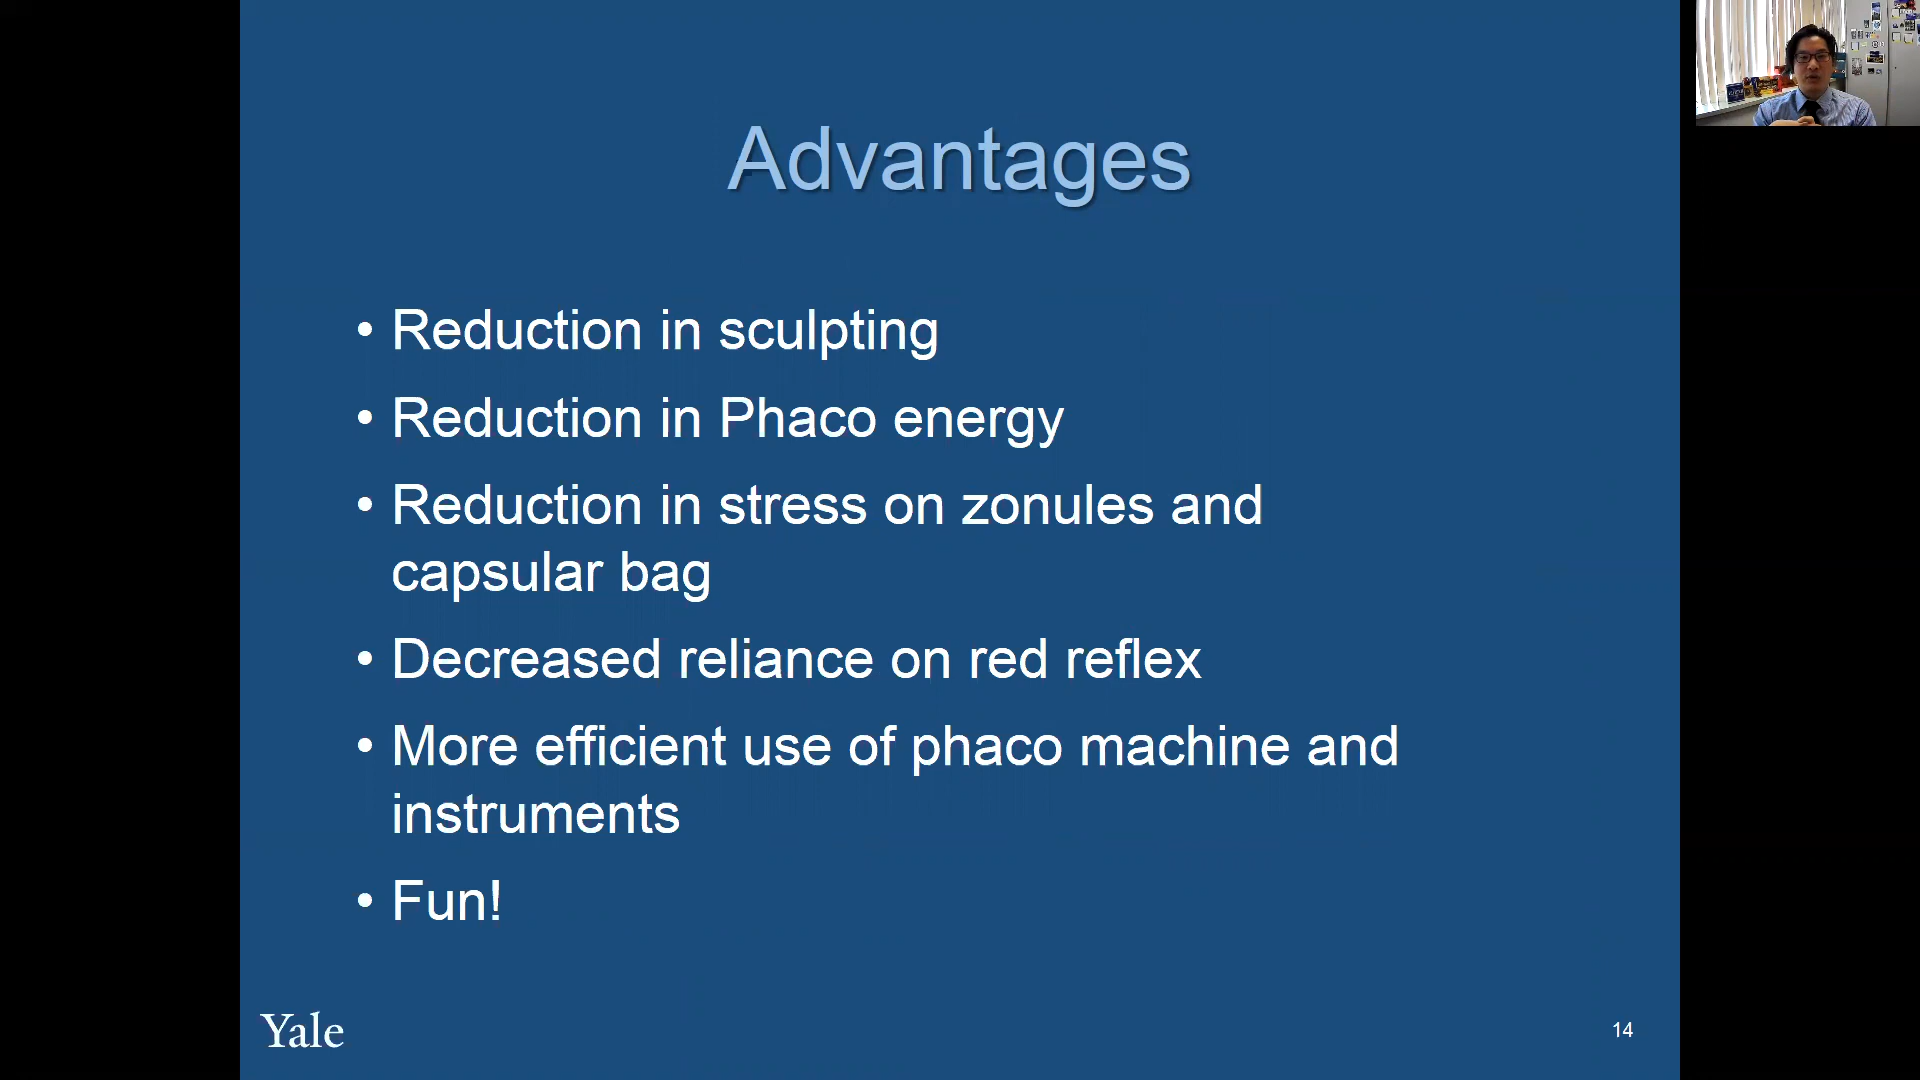 Advantages
• Reduction in sculpting
• Reduction in Phaco energy
• Reduction in stress on zonules and
capsular bag
• Decreased reliance on red reflex
• More efficient use of phaco machine and
instruments
• Fun!
Yale
14